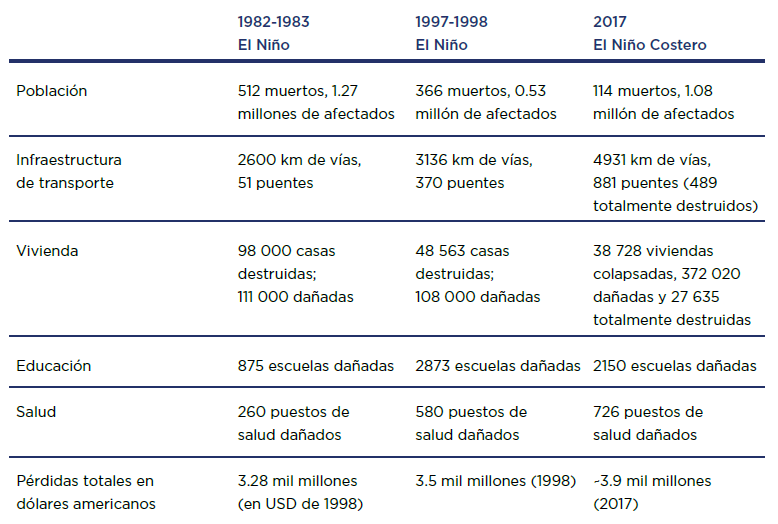 1982-1983
El Niño
1997-1998
El Niño
2017
El Niño Costero
Población
512 muertos, 1.27
millones de afectados
366 muertos, 0.53
millón de afectados
114 muertos, 1.08
millón de afectados
Infraestructura
de transporte
2600 km de vías,
51 puentes
3136 km de vías,
370 puentes
4931 km de vías,
881 puentes (489
totalmente destruidos)
Vivienda
98 000 casas
destruidas;
111 000 dañadas
48 563 casas
destruidas;
108 000 dañadas
38 728 viviendas
colapsadas, 372 020
dañadas y 27 635
totalmente destruidas
Educación
875 escuelas dañadas
2873 escuelas dañadas
2150 escuelas dañadas
Salud
260 puestos de
salud dañados
580 puestos de
salud dañados
726 puestos de
salud dañados
Pérdidas totales en
dólares americanos
3.28 mil millones
(en USD de 1998)
3.5 mil millones (1998)
~3.9 mil millones
(2017)